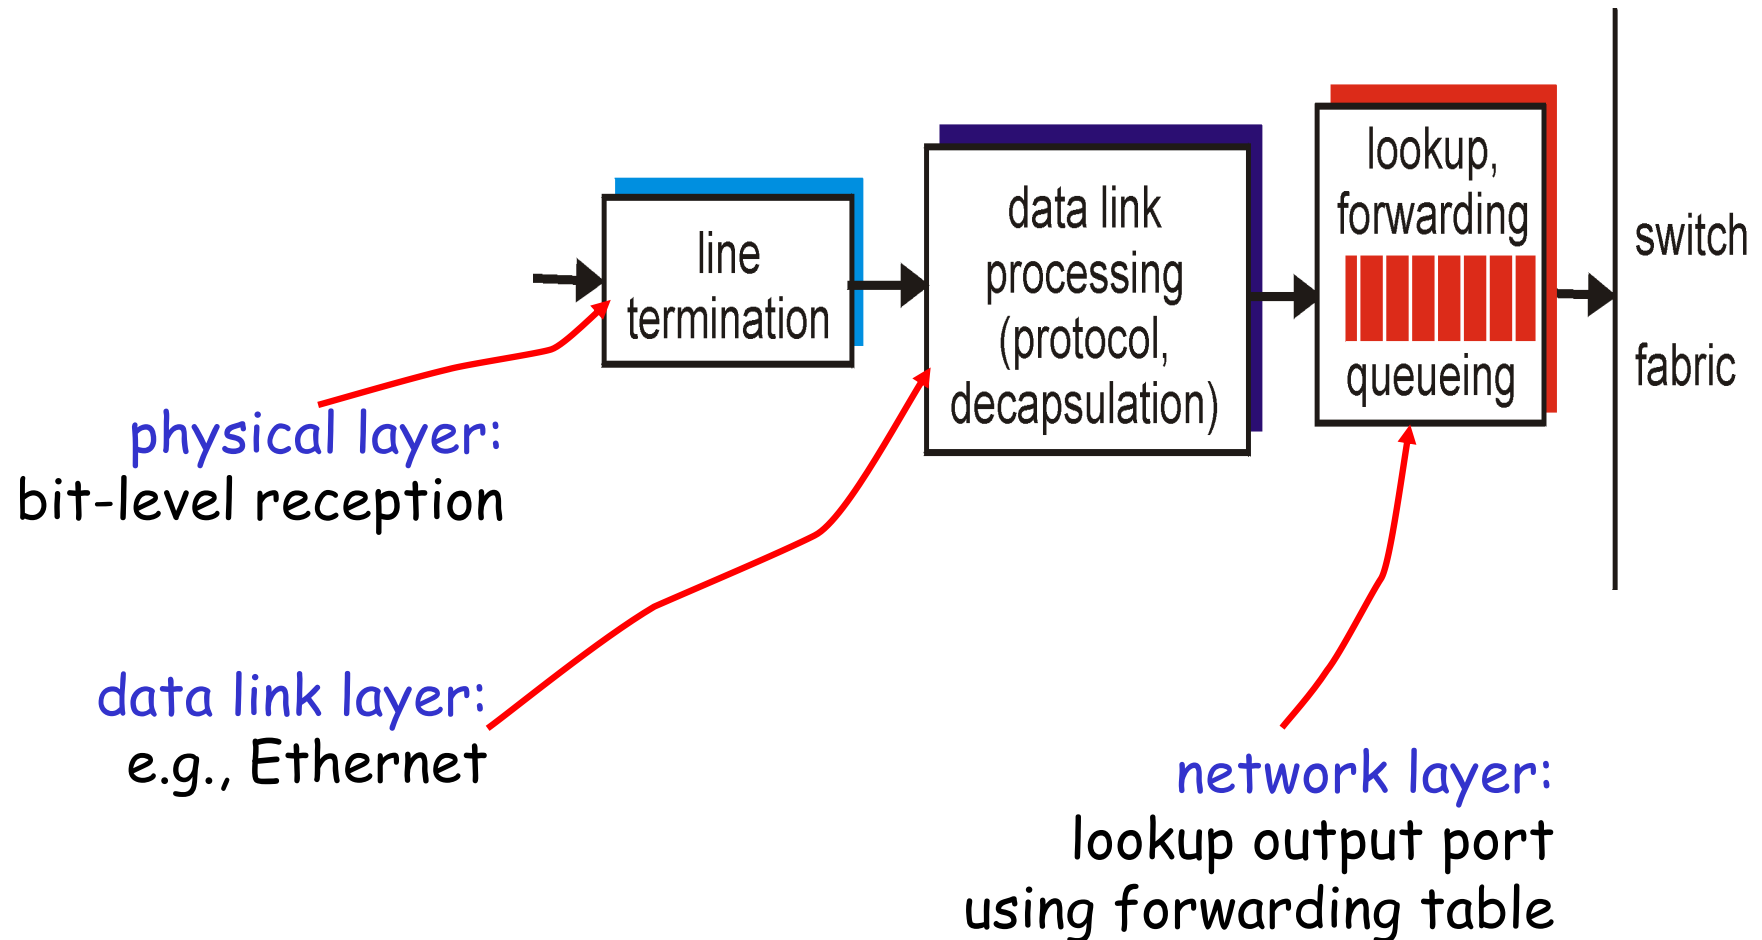 line
termination
data link
processing
(protocol,
decapsulation)
lookup,
forwarding
queueing
switch
fabric
physical layer:
bit-level reception
data link layer:
e.g., Ethernet
network layer:
lookup output port
using forwarding table